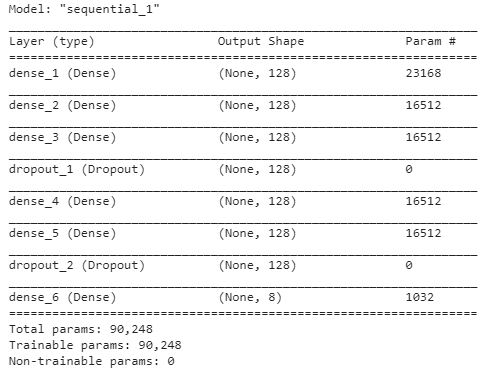 Model: "sequential_1"
Layer (type) Output Shape Param #
dense_1 (Dense) (None, 128) 23168
dense_2 (Dense) (None, 128) 16512
dense_3 (Dense) (None, 128) 16512
dropout_1 (Dropout) (None, 128) 0
dense_4 (Dense) (None, 128) 16512
dense_5 (Dense) (None, 128) 16512
dropout_2 (Dropout) (None, 128) 0
dense_6 (Dense) (None, 8) 1032
Total params: 90,248
Trainable params: 90,248
Non-trainable params: 0